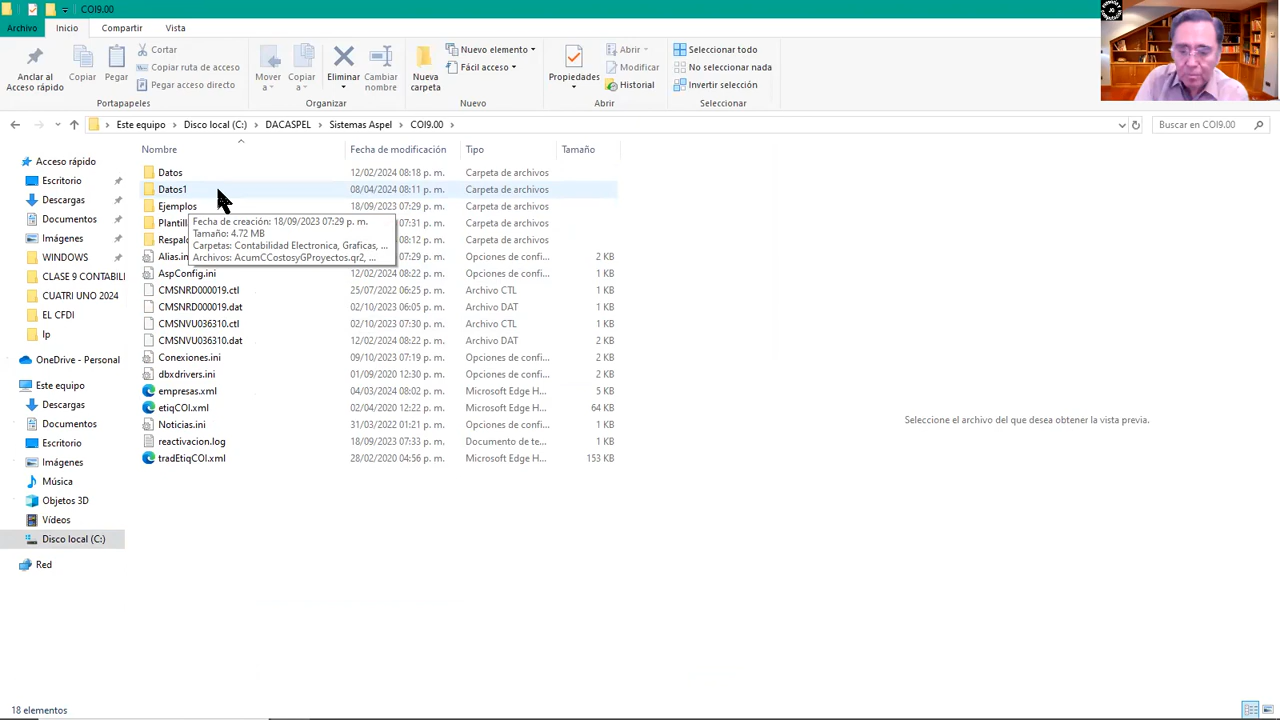 COI9.00
Archivo Inicio Compartir Vista
Anclar al Acceso rápido
Copiar
Pegar
Cortar
Copiar ruta de acceso
Pegar acceso directo
Mover a
Copiar a
Eliminar
Cambiar nombre
Nueva carpeta
Nuevo elemento
Fácil acceso
Propiedades
Abrir
Modificar
Historial
Seleccionar todo
No seleccionar nada
Invertir selección
Portapapeles Organizar Nuevo Abrir Seleccionar
Este equipo > Disco local (C:) > DACASPEL > Sistemas Aspel > COI9.00 >
Buscar en COI9.00
Acceso rápido
Escritorio
Descargas
Documentos
Imágenes
WINDOWS
CLASE 9 CONTABILI
CUATRI UNO 2024
EL CFDI
Ip
OneDrive - Personal
Este equipo
Descargas
Documentos
Escritorio
Imágenes
Música
Objetos 3D
Vídeos
Disco local (C:)
Red
Nombre Fecha de modificación Tipo Tamaño
Datos 12/02/2024 08:18 p. m. Carpeta de archivos
Datos1 08/04/2024 08:11 p. m. Carpeta de archivos
Ejemplos 18/09/2023 07:29 p. m. Carpeta de archivos
Plantill /07:31 p. m. Carpeta de archivos
Respal 08:12 p. m. Carpeta de archivos
Alias.in 07:29 p. m. Opciones de confi... 2 KB
AspConfig.ini 12/02/2024 08:22 p. m. Opciones de confi... 1 KB
CMSNRD000019.ctl 25/07/2022 06:25 p. m. Archivo CTL 1 KB
CMSNRD000019.dat 02/10/2023 06:05 p. m. Archivo DAT 1 KB
CMSNVU036310.ctl 02/10/2023 07:30 p. m. Archivo CTL 1 KB
CMSNVU036310.dat 12/02/2024 08:22 p. m. Archivo DAT 1 KB
Conexiones.ini 09/10/2023 07:19 p. m. Opciones de confi... 2 KB
dbxdrivers.ini 01/09/2020 12:30 p. m. Opciones de confi... 2 KB
empresas.xml 04/03/2024 08:02 p. m. Microsoft Edge H... 5 KB
etiqCOI.xml 02/04/2020 12:22 p. m. Microsoft Edge H... 64 KB
Noticias.ini 31/03/2022 01:21 p. m. Opciones de confi... 1 KB
reactivacion.log 18/09/2023 07:33 p. m. Documento de te... 1 KB
tradEtiqCOI.xml 28/02/2020 04:56 p. m. Microsoft Edge H... 153 KB
Fecha de creación: 18/09/2023 07:29 p. m.
Tamaño: 4.72 MB
Carpetas: Contabilidad Electronica, Graficas, ...
Archivos: AcumCCostosyGProyectos.qr2, ...
Seleccione el archivo del que desea obtener la vista previa.
18 elementos